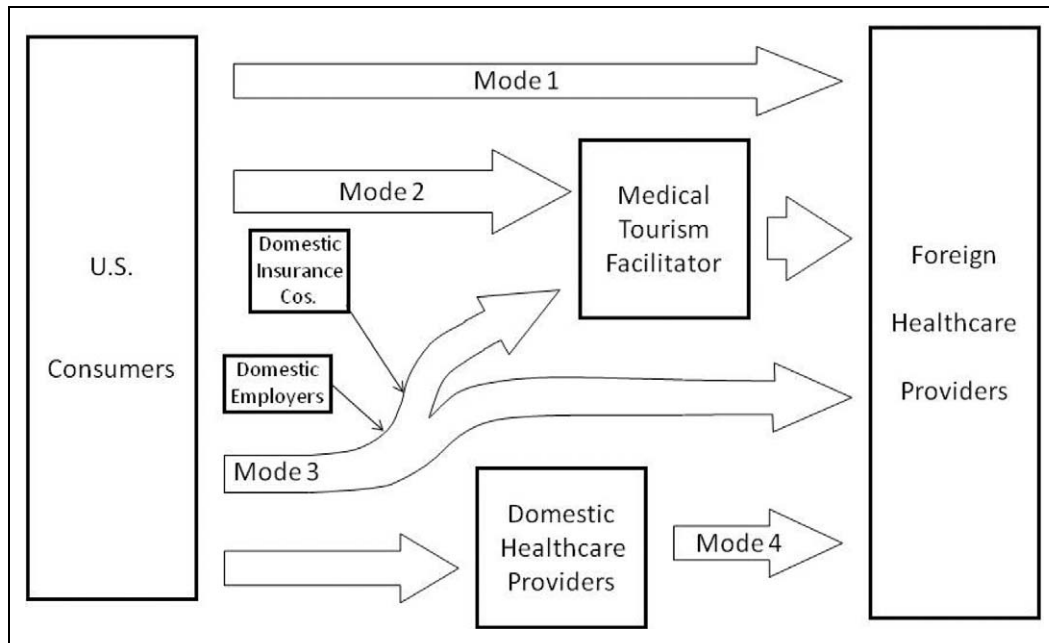 U.S.
Consumers
Mode 1
Mode 2
Medical
Tourism
Facilitator
Domestic
Insurance
Cos.
Domestic
Employers
Mode 3
Domestic
Healthcare
Providers
Mode 4
Foreign
Healthcare
Providers